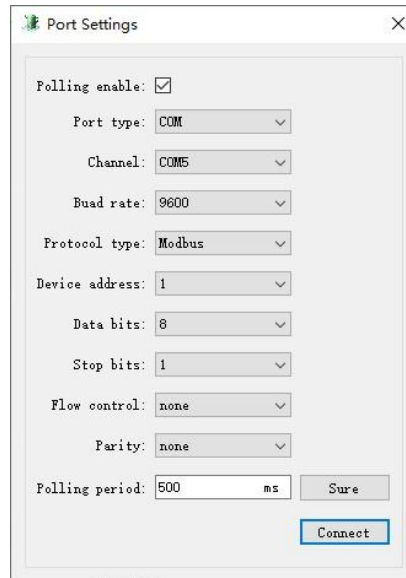 Port Settings
Polling enable:
Port type: COM
Channel: COM5
Buad rate: 9600
Protocol type: Modbus
Device address: 1
Data bits: 8
Stop bits: 1
Flow control: none
Parity: none
Polling period: 500 ms Sure
Connect